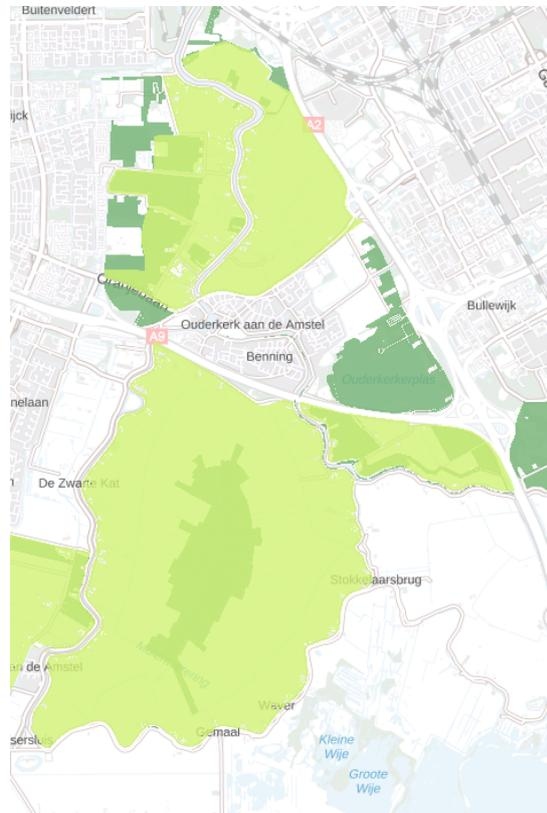 Buitenveldert
ijck
A2
Oranjebaan
Ouderkerk aan de Amstel
Bullewijk
A9
Benning
Ouderkerkerplas
nelaan
De Zwarte Kat
Stokkelaarsbrug
an de Amstel
Waver
Gemaal
sersluis
Kleine
Wije
Groote
Wije